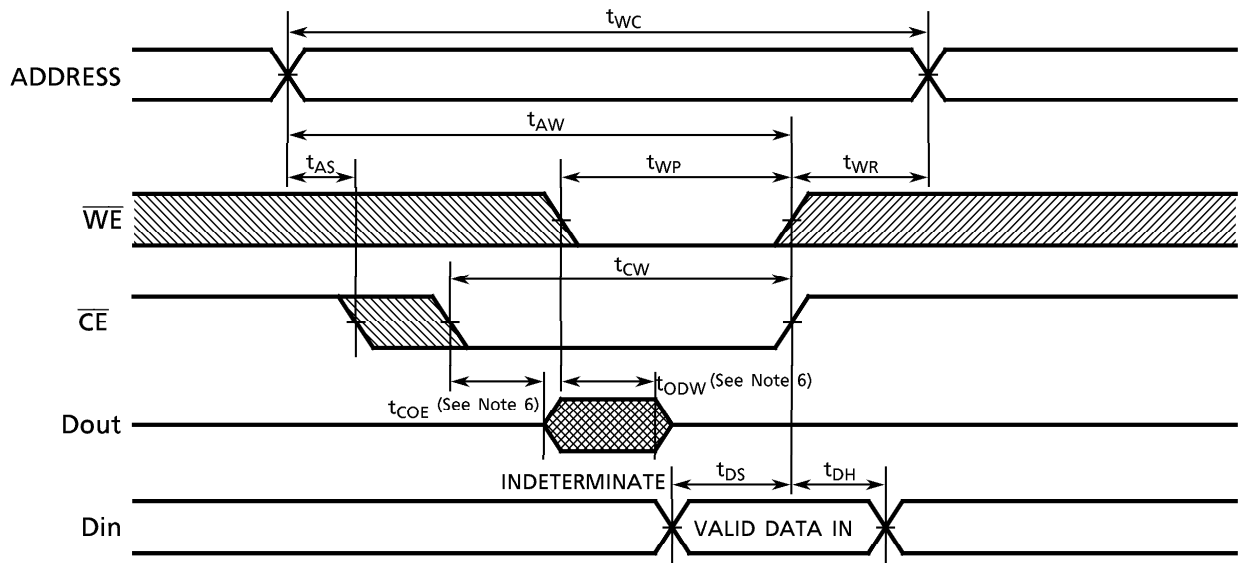 tWC
ADDRESS
tAW
tAS
tWP
tWR
WE
tCW
CE
tODW (See Note 6)
tCOE (See Note 6)
Dout
INDETERMINATE
tDS
tDH
Din
VALID DATA IN